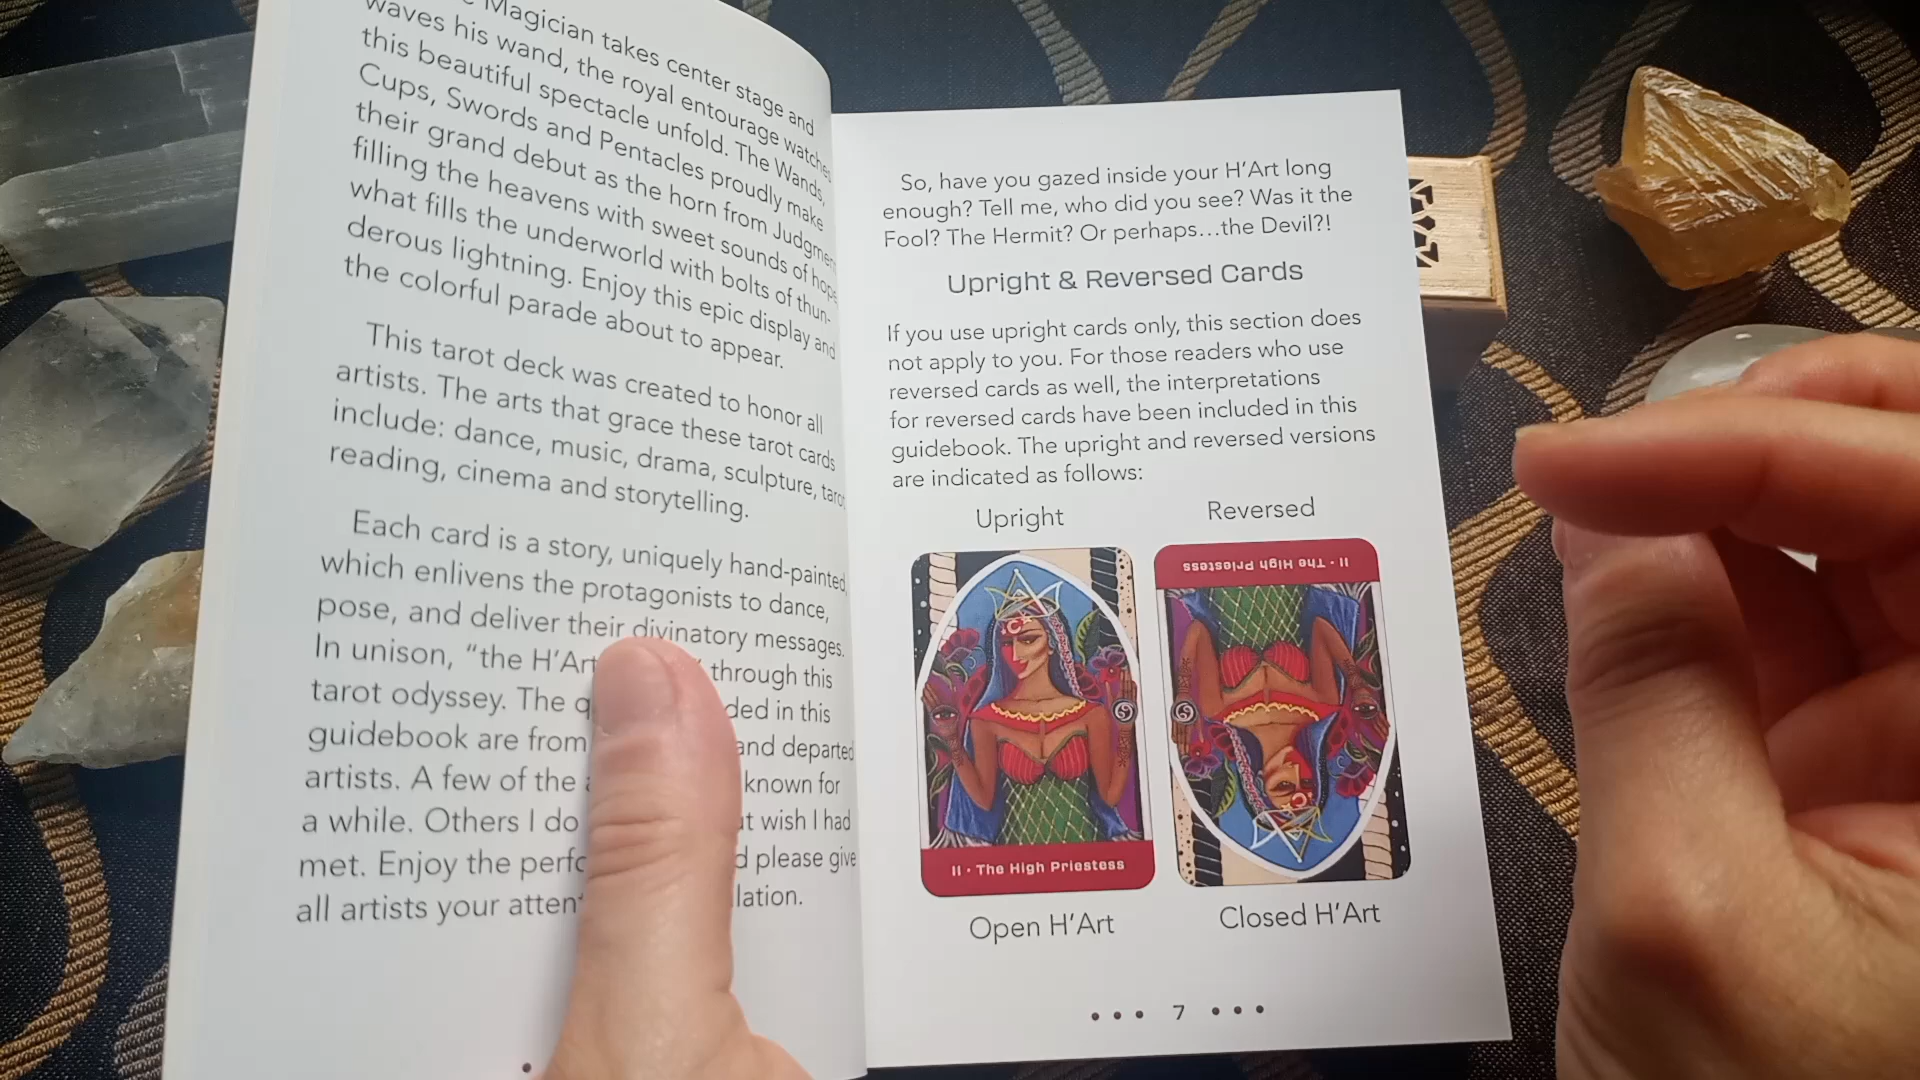 Magician takes center stage and
waves his wand, the royal entourage watches
this beautiful spectacle unfold. The Wands,
Cups, Swords and Pentacles proudly make
their grand debut as the horn from Judgmen
filling the heavens with sweet sounds of hope
what fills the underworld with bolts of thun-
derous lightning. Enjoy this epic display and
the colorful parade about to appear.
This tarot deck was created to honor all
artists. The arts that grace these tarot cards
include: dance, music, drama, sculpture, tarot
reading, cinema and storytelling.
Each card is a story, uniquely hand-painted,
which enlivens the protagonists to dance,
pose, and deliver their divinatory messages.
In unison, “the H’Art through this
tarot odyssey. The in this
guidebook are from and departed
artists. A few of the known for
a while. Others I do wish I had
met. Enjoy the please give
all artists your
So, have you gazed inside your H’Art long
enough? Tell me, who did you see? Was it the
Fool? The Hermit? Or perhaps...the Devil?!
Upright & Reversed Cards
If you use upright cards only, this section does
not apply to you. For those readers who use
reversed cards as well, the interpretations
for reversed cards have been included in this
guidebook. The upright and reversed versions
are indicated as follows:
Upright Reversed
II • The High Priestess
II • The High Priestess
Open H’Art Closed H’Art
• • • 7 • • •